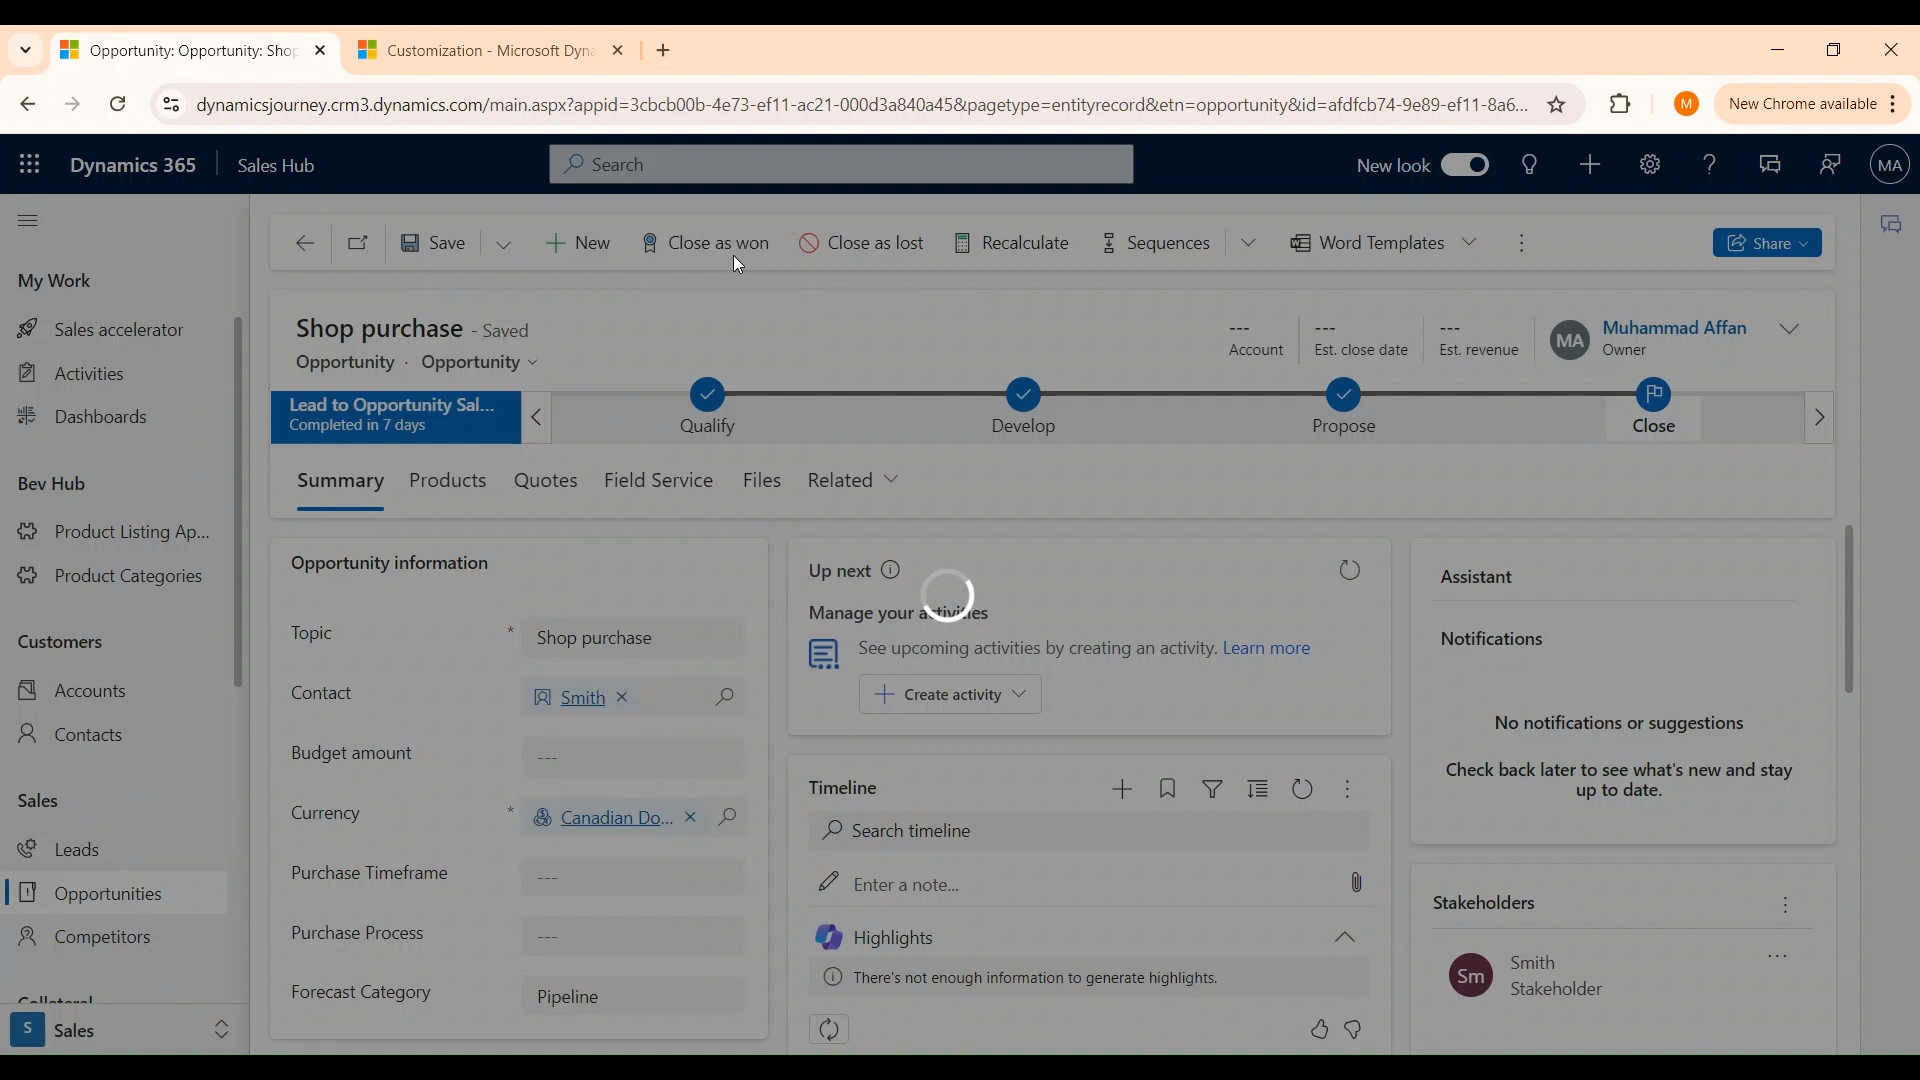 Opportunity: Opportunity: Shop
Customization - Microsoft Dyna
dynamicsjourney.crm3.dynamics.com/main.aspx?appid=3cbcb00b-4e73-ef11-ac21-000d3a840a45&pagetype=entityrecord&etn=opportunity&id=afdfcb74-9e89-ef11-8a6...
M
New Chrome available
Dynamics 365
Sales Hub
Search
New look
MA
Save
New
Close as won
Close as lost
Recalculate
Sequences
Word Templates
Share
My Work
Sales accelerator
Activities
Dashboards
Bev Hub
Product Listing Ap...
Product Categories
Customers
Accounts
Contacts
Sales
Leads
Opportunities
Competitors
Collateral
S
Sales
Shop purchase - Saved
Opportunity · Opportunity
---
Account
---
Est. close date
---
Est. revenue
MA
Muhammad Affan
Owner
Lead to Opportunity Sal...
Completed in 7 days
Qualify
Develop
Propose
Close
Summary
Products
Quotes
Field Service
Files
Related
Opportunity information
Topic * Shop purchase
Contact Smith
Budget amount ---
Currency * Canadian Do...
Purchase Timeframe ---
Purchase Process ---
Forecast Category Pipeline
Up next
Manage your activities
See upcoming activities by creating an activity. Learn more
Create activity
Timeline
Search timeline
Enter a note...
Highlights
There's not enough information to generate highlights.
Assistant
Notifications
No notifications or suggestions
Check back later to see what's new and stay
up to date.
Stakeholders
Sm
Smith
Stakeholder